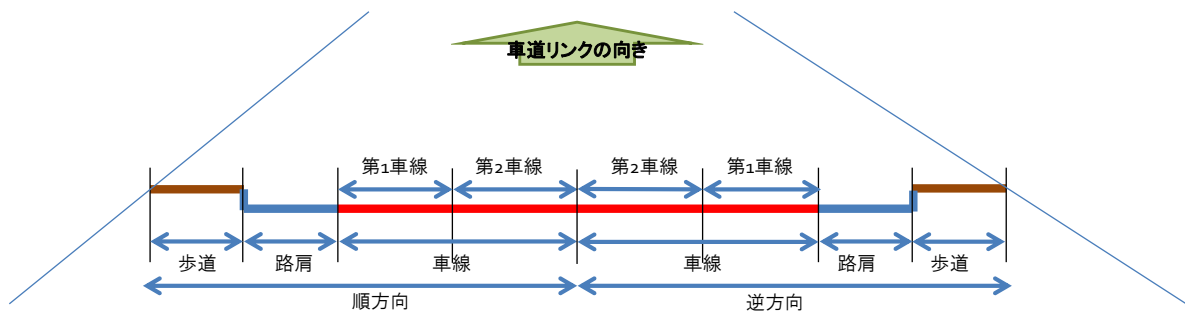 車道リンクの向き
第1車線
第2車線
第2車線
第1車線
歩道
路肩
車線
車線
路肩
歩道
順方向
逆方向